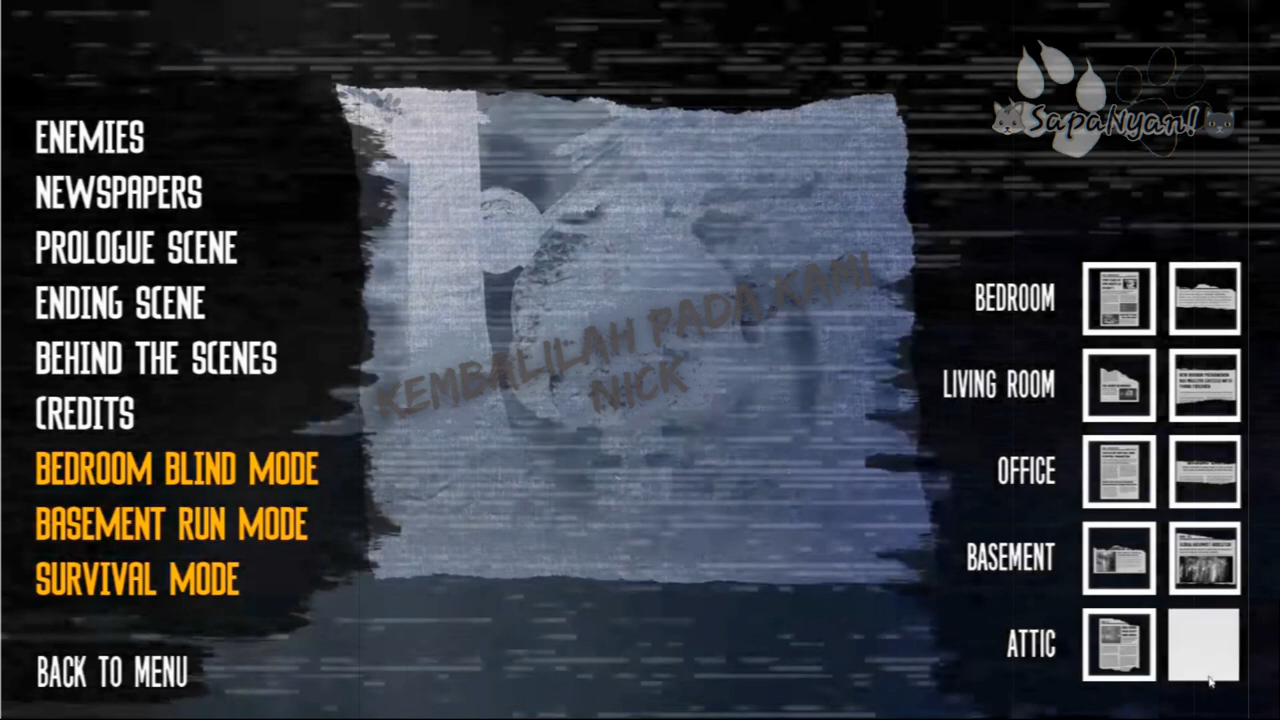 SapaNyan!
ENEMIES
NEWSPAPERS
PROLOGUE SCENE
ENDING SCENE
BEHIND THE SCENES
CREDITS
BEDROOM BLIND MODE
BASEMENT RUN MODE
SURVIVAL MODE
BACK TO MENU
KEMBALILAH PADA KAMI
NICK
BEDROOM
LIVING ROOM
OFFICE
BASEMENT
ATTIC